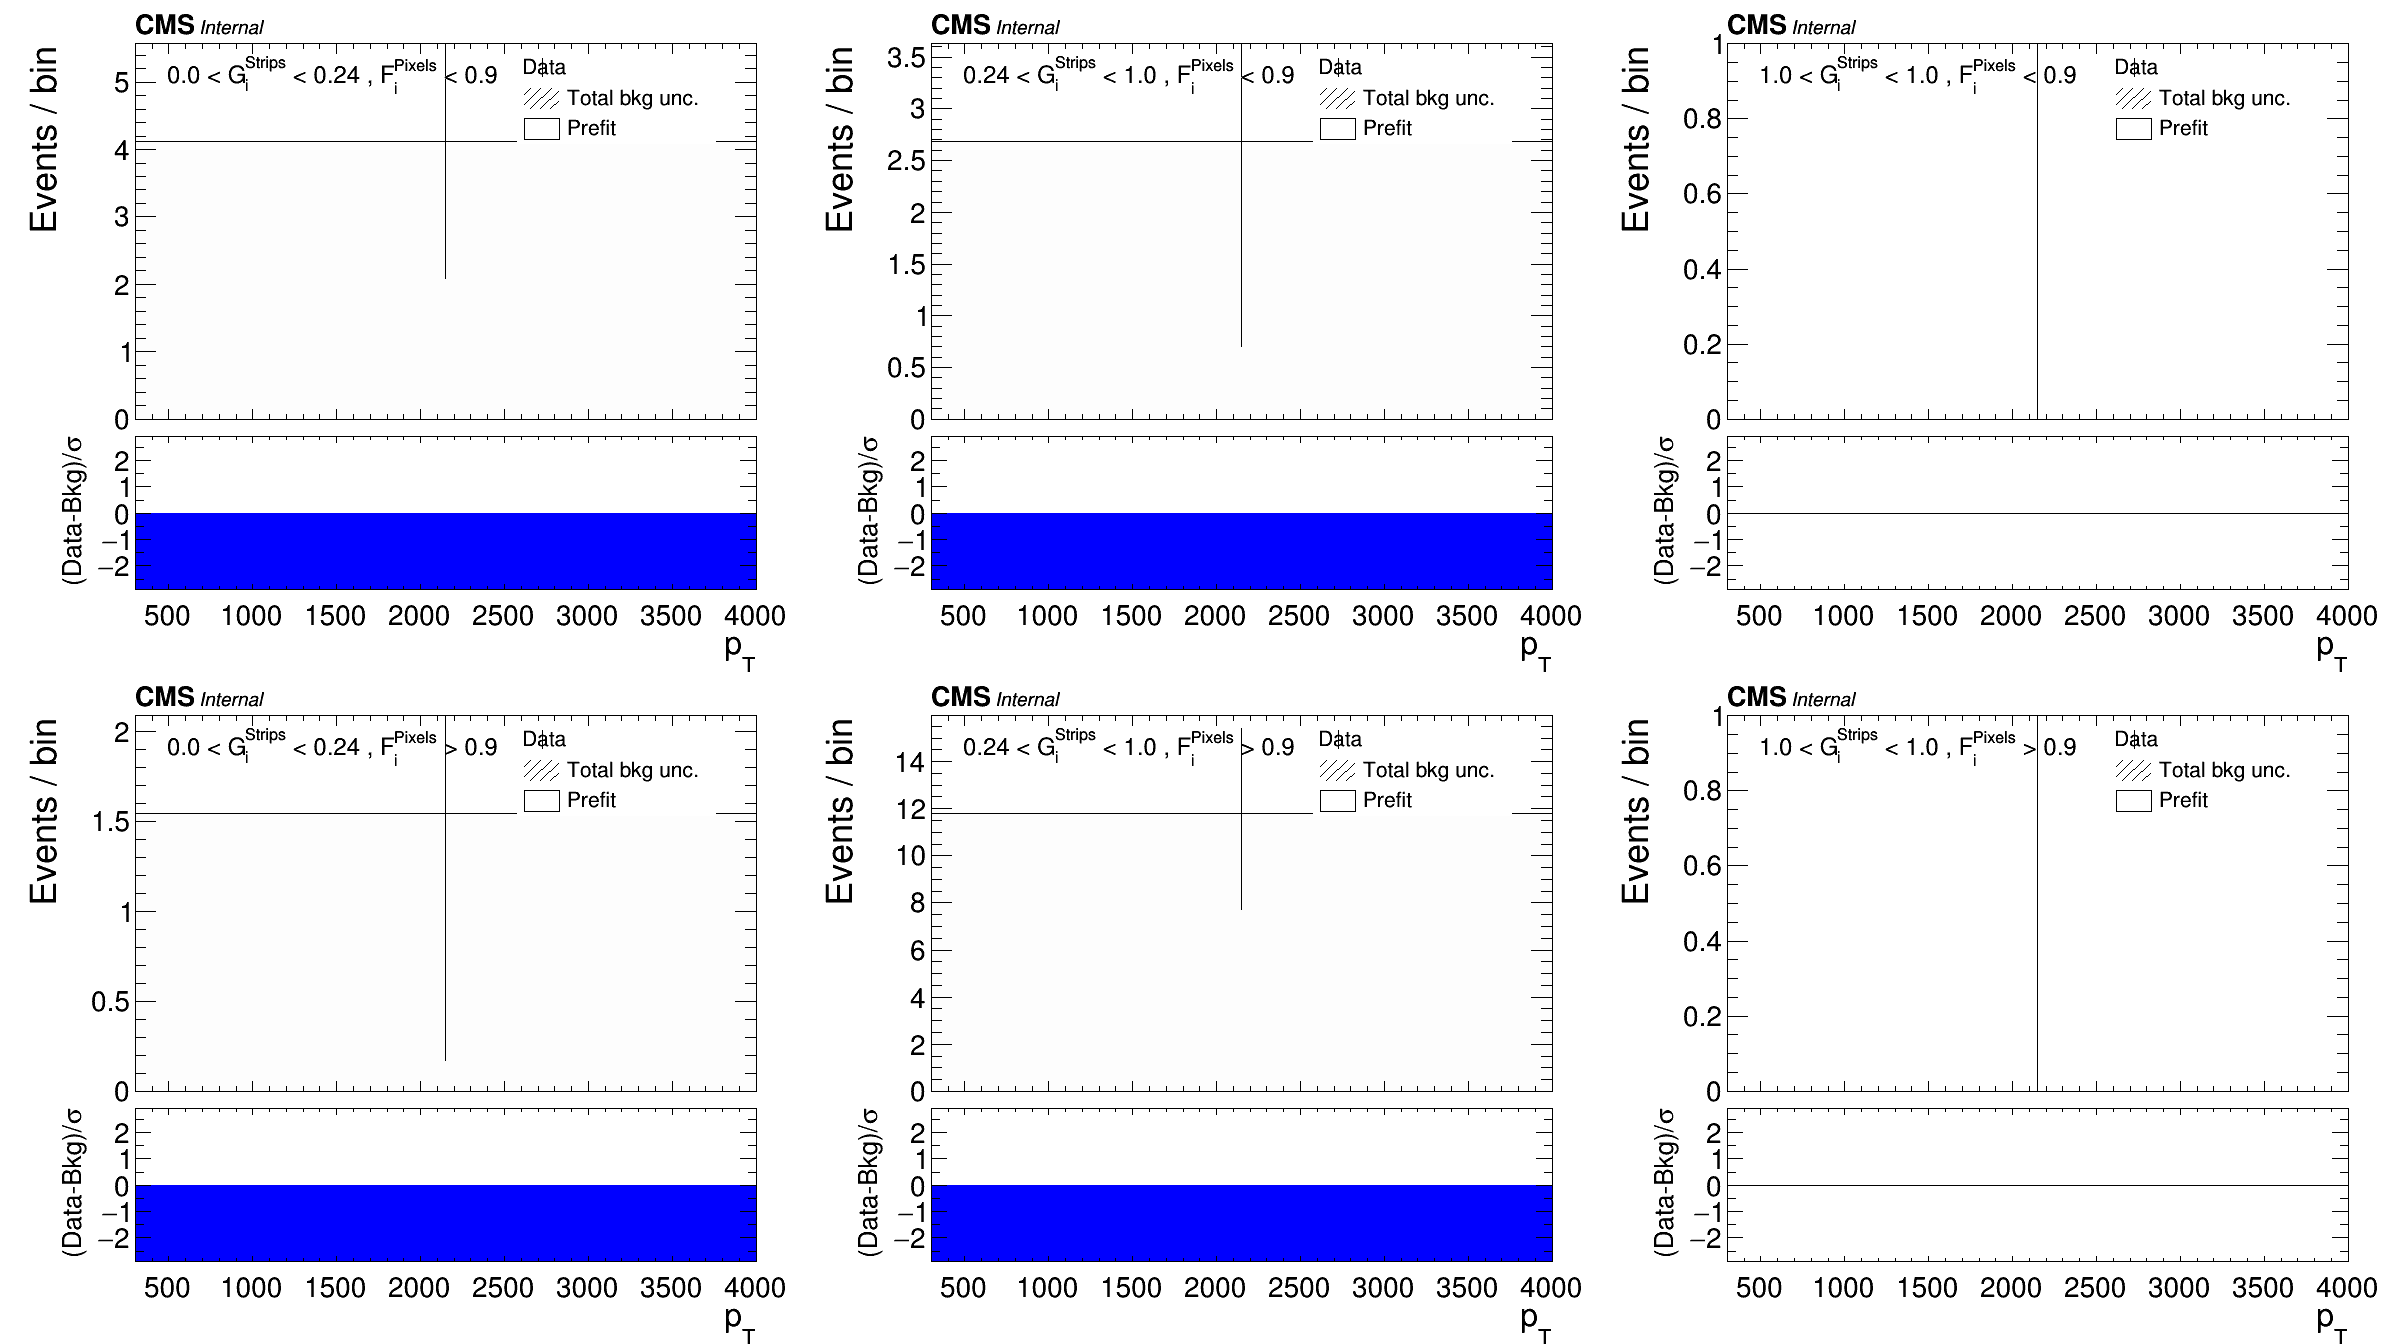 CMS Internal
Events / bin
0.0 < G_i^Strips < 0.24 , F_i^Pixels < 0.9
Data
Total bkg unc.
Prefit
5
4
3
2
1
0
(Data-Bkg)/σ
2
1
0
−1
−2
500 1000 1500 2000 2500 3000 3500 4000
p_T
CMS Internal
Events / bin
0.24 < G_i^Strips < 1.0 , F_i^Pixels < 0.9
Data
Total bkg unc.
Prefit
3.5
3
2.5
2
1.5
1
0.5
0
(Data-Bkg)/σ
2
1
0
−1
−2
500 1000 1500 2000 2500 3000 3500 4000
p_T
CMS Internal
Events / bin
1.0 < G_i^Strips < 1.0 , F_i^Pixels < 0.9
Data
Total bkg unc.
Prefit
1
0.8
0.6
0.4
0.2
0
(Data-Bkg)/σ
2
1
0
−1
−2
500 1000 1500 2000 2500 3000 3500 4000
p_T
CMS Internal
Events / bin
0.0 < G_i^Strips < 0.24 , F_i^Pixels > 0.9
Data
Total bkg unc.
Prefit
2
1.5
1
0.5
0
(Data-Bkg)/σ
2
1
0
−1
−2
500 1000 1500 2000 2500 3000 3500 4000
p_T
CMS Internal
Events / bin
0.24 < G_i^Strips < 1.0 , F_i^Pixels > 0.9
Data
Total bkg unc.
Prefit
14
12
10
8
6
4
2
0
(Data-Bkg)/σ
2
1
0
−1
−2
500 1000 1500 2000 2500 3000 3500 4000
p_T
CMS Internal
Events / bin
1.0 < G_i^Strips < 1.0 , F_i^Pixels > 0.9
Data
Total bkg unc.
Prefit
1
0.8
0.6
0.4
0.2
0
(Data-Bkg)/σ
2
1
0
−1
−2
500 1000 1500 2000 2500 3000 3500 4000
p_T